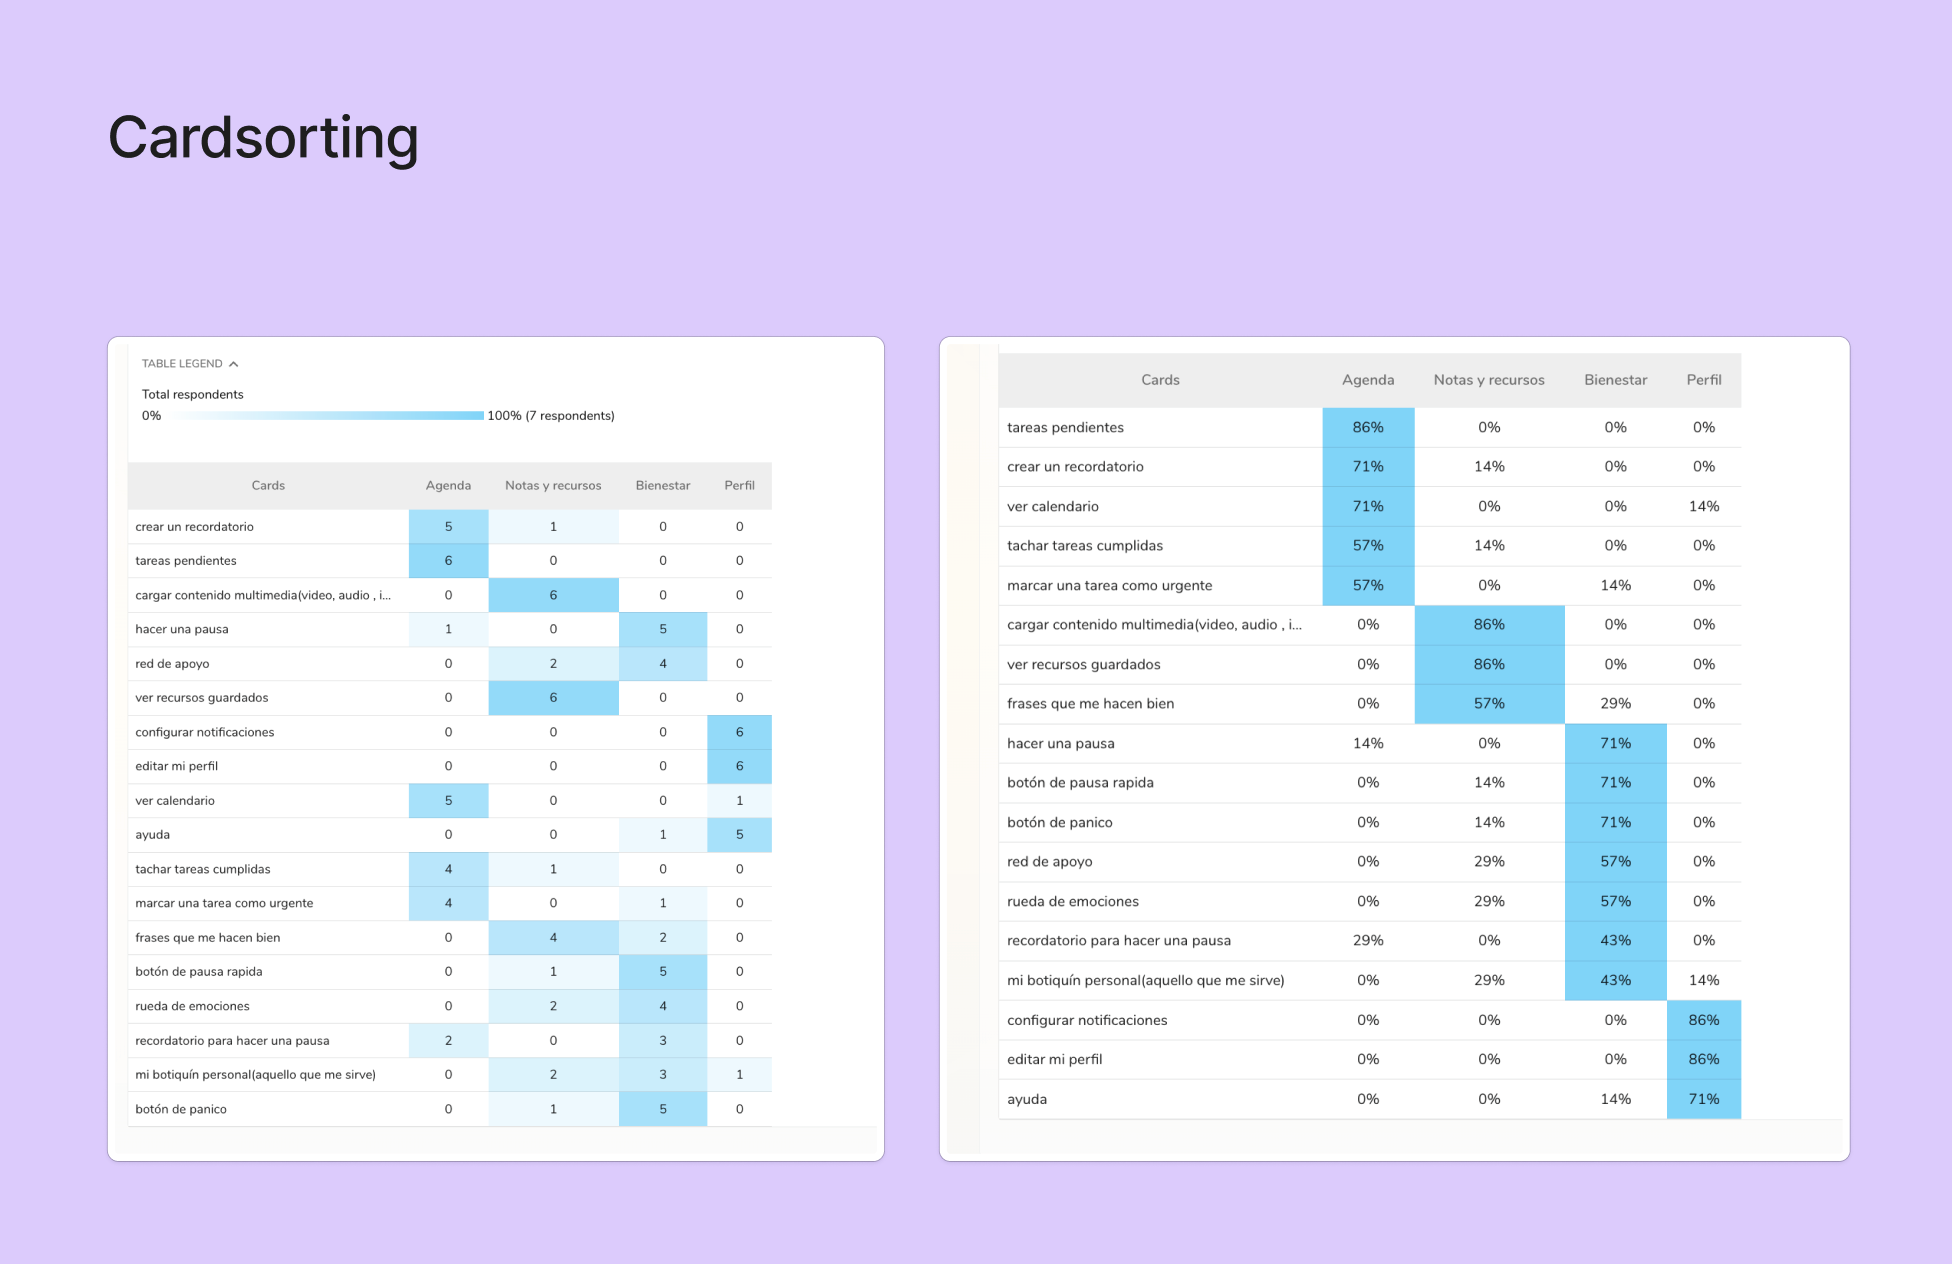 Cardsorting
TABLE LEGEND
Total respondents
0% 100% (7 respondents)
Cards Agenda Notas y recursos Bienestar Perfil
crear un recordatorio 5 1 0 0
tareas pendientes 6 0 0 0
cargar contenido multimedia(video, audio , i... 0 6 0 0
hacer una pausa 1 0 5 0
red de apoyo 0 2 4 0
ver recursos guardados 0 6 0 0
configurar notificaciones 0 0 0 6
editar mi perfil 0 0 0 6
ver calendario 5 0 0 1
ayuda 0 0 1 5
tachar tareas cumplidas 4 1 0 0
marcar una tarea como urgente 4 0 1 0
frases que me hacen bien 0 4 2 0
botón de pausa rapida 0 1 5 0
rueda de emociones 0 2 4 0
recordatorio para hacer una pausa 2 0 3 0
mi botiquín personal(aquello que me sirve) 0 2 3 1
botón de panico 0 1 5 0
Cards Agenda Notas y recursos Bienestar Perfil
tareas pendientes 86% 0% 0% 0%
crear un recordatorio 71% 14% 0% 0%
ver calendario 71% 0% 0% 14%
tachar tareas cumplidas 57% 14% 0% 0%
marcar una tarea como urgente 57% 0% 14% 0%
cargar contenido multimedia(video, audio , i... 0% 86% 0% 0%
ver recursos guardados 0% 86% 0% 0%
frases que me hacen bien 0% 57% 29% 0%
hacer una pausa 14% 0% 71% 0%
botón de pausa rapida 0% 14% 71% 0%
botón de panico 0% 14% 71% 0%
red de apoyo 0% 29% 57% 0%
rueda de emociones 0% 29% 57% 0%
recordatorio para hacer una pausa 29% 0% 43% 0%
mi botiquín personal(aquello que me sirve) 0% 29% 43% 14%
configurar notificaciones 0% 0% 0% 86%
editar mi perfil 0% 0% 0% 86%
ayuda 0% 0% 14% 71%